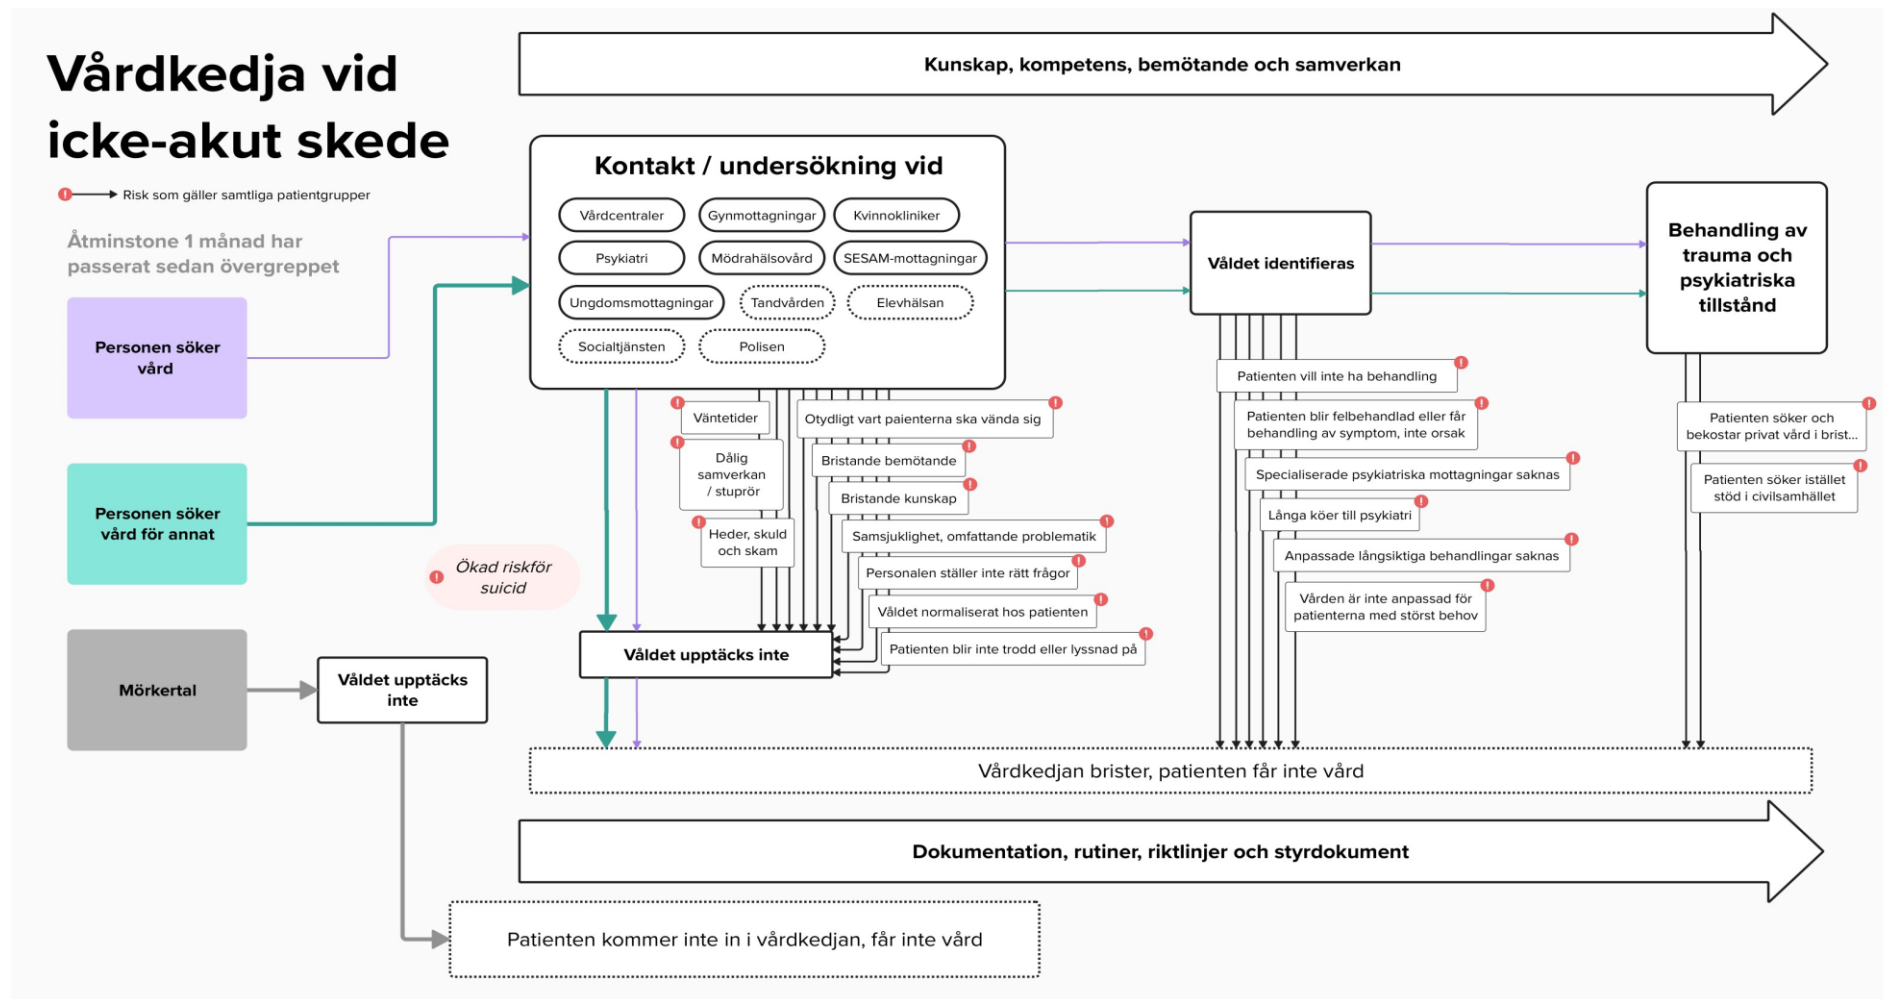 Vårdkedja vid
icke-akut skede
Risk som gäller samtliga patientgrupper
Åtminstone 1 månad har
passerat sedan övergreppet
Personen söker
vård
Personen söker
vård för annat
Mörkertal
Våldet upptäcks
inte
Ökad riskför
suicid
Kunskap, kompetens, bemötande och samverkan
Kontakt / undersökning vid
Vårdcentraler
Gynmottagningar
Kvinnokliniker
Psykiatri
Mödrahälsovård
SESAM-mottagningar
Ungdomsmottagningar
Tandvården
Elevhälsan
Socialtjänsten
Polisen
Väntetider
Dålig
samverkan
/ stuprör
Heder, skuld
och skam
Otydligt vart paienterna ska vända sig
Bristande bemötande
Bristande kunskap
Samsjuklighet, omfattande problematik
Personalen ställer inte rätt frågor
Våldet normaliserat hos patienten
Patienten blir inte trodd eller lyssnad på
Våldet upptäcks inte
Våldet identifieras
Patienten vill inte ha behandling
Patienten blir felbehandlad eller får
behandling av symptom, inte orsak
Specialiserade psykiatriska mottagningar saknas
Långa köer till psykiatri
Anpassade långsiktiga behandlingar saknas
Vården är inte anpassad för
patienterna med störst behov
Behandling av
trauma och
psykiatriska
tillstånd
Patienten söker och
bekostar privat vård i brist...
Patienten söker istället
stöd i civilsamhället
Vårdkedjan brister, patienten får inte vård
Dokumentation, rutiner, riktlinjer och styrdokument
Patienten kommer inte in i vårdkedjan, får inte vård